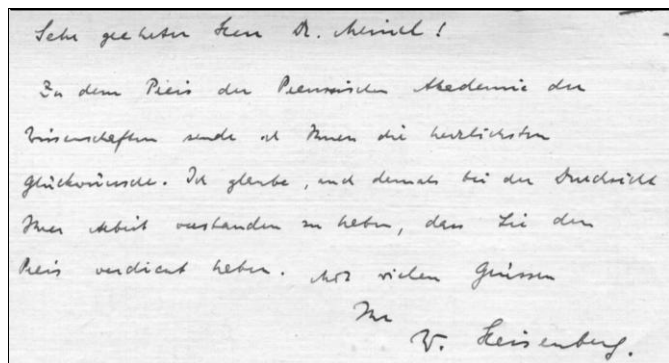 Sehr geehrter Herr Dr. Meinel!
Zu dem Preis der Preussischen Akademie der
Wissenschaften sende ich Ihnen die herzlichsten
Glückwünsche. Ich glaube, auch damals bei der Durchsicht
Ihrer Arbeit verstanden zu haben, dass Sie den
Preis verdient haben. Mit vielen Grüssen
Ihr
W. Heisenberg.